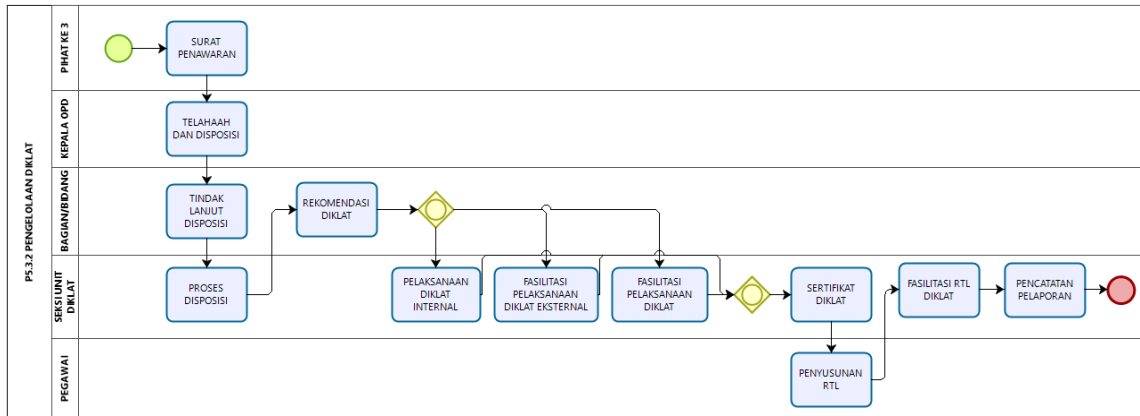 P5.3.2 PENGELOLAAN DIKLAT
PIHAT KE 3
SURAT
PENAWARAN
KEPALA OPD
TELAHAAH
DAN DISPOSISI
BAGIAN/BIDANG
TINDAK
LANJUT
DISPOSISI
REKOMENDASI
DIKLAT
SEKSI/UNIT
DIKLAT
PROSES
DISPOSISI
PELAKSANAAN
DIKLAT
INTERNAL
FASILITASI
PELAKSANAAN
DIKLAT EKSTERNAL
FASILITASI
PELAKSANAAN
DIKLAT
SERTIFIKAT
DIKLAT
FASILITASI RTL
DIKLAT
PENCATATAN
PELAPORAN
PEGAWAI
PENYUSUNAN
RTL